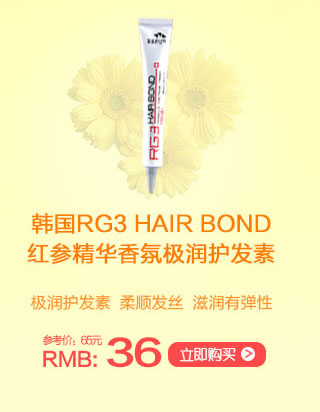 RG3 HAIR BOND
韩国RG3 HAIR BOND
红参精华香氛极润护发素
极润护发素 柔顺发丝 滋润有弹性
参考价：65元
RMB: 36 立即购买 >